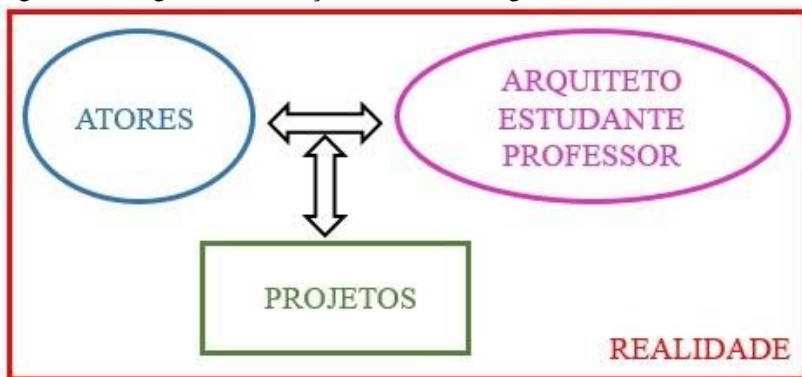 ATORES
ARQUITETO
ESTUDANTE
PROFESSOR
PROJETOS
REALIDADE